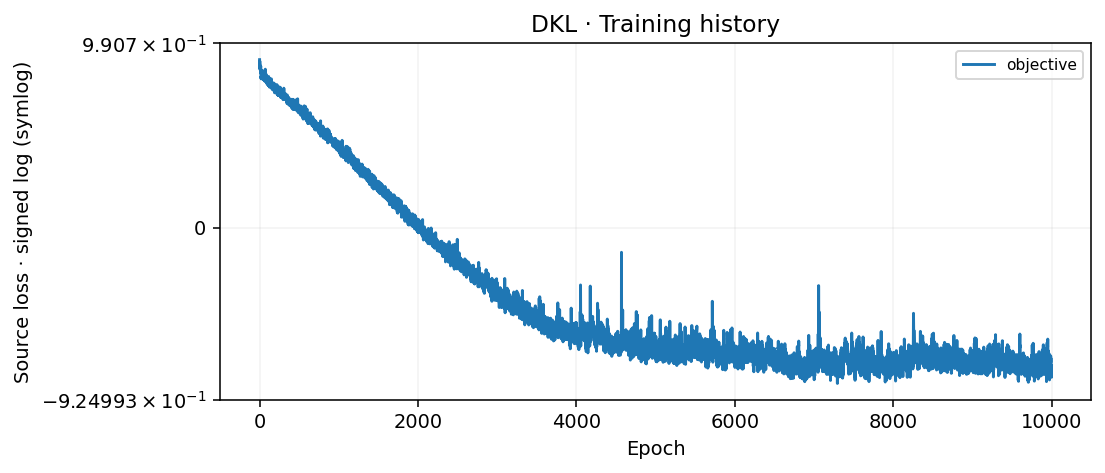 DKL · Training history
9.907 × 10⁻¹
0
−9.24993 × 10⁻¹
Source loss · signed log (symlog)
objective
0 2000 4000 6000 8000 10000
Epoch